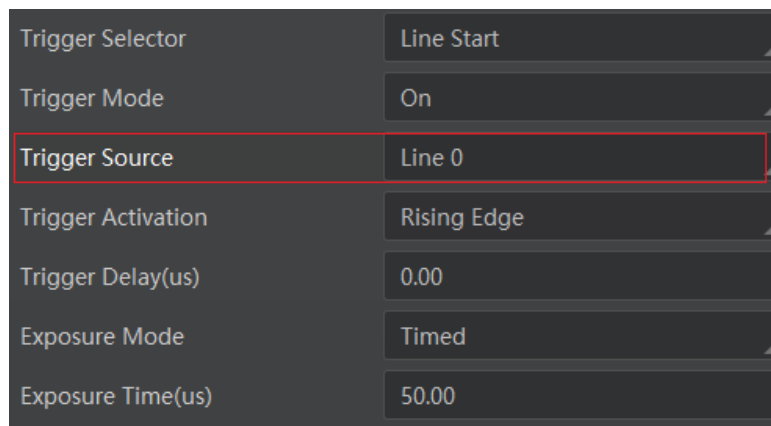 Trigger Selector Line Start
Trigger Mode On
Trigger Source Line 0
Trigger Activation Rising Edge
Trigger Delay(us) 0.00
Exposure Mode Timed
Exposure Time(us) 50.00